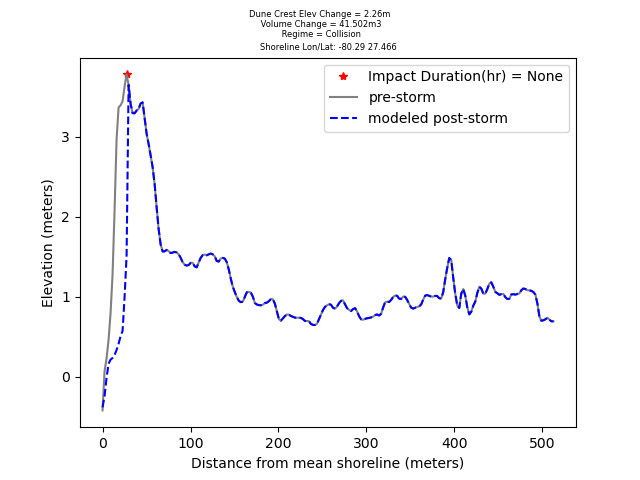 Dune Crest Elev Change = 2.26m
Volume Change = 41.502m3
Regime = Collision
Shoreline Lon/Lat: -80.29 27.466
Impact Duration(hr) = None
pre-storm
modeled post-storm
Elevation (meters)
3
2
1
0
0 100 200 300 400 500
Distance from mean shoreline (meters)